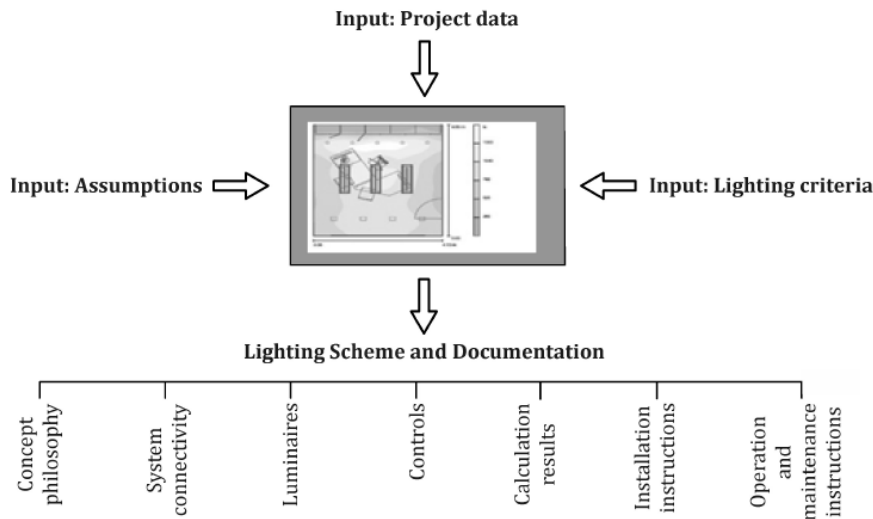 Input: Project data
Input: Assumptions
Input: Lighting criteria
Lighting Scheme and Documentation
Concept
philosophy
System
connectivity
Luminaires
Controls
Calculation
results
Installation
instructions
Operation
and
maintenance
instructions